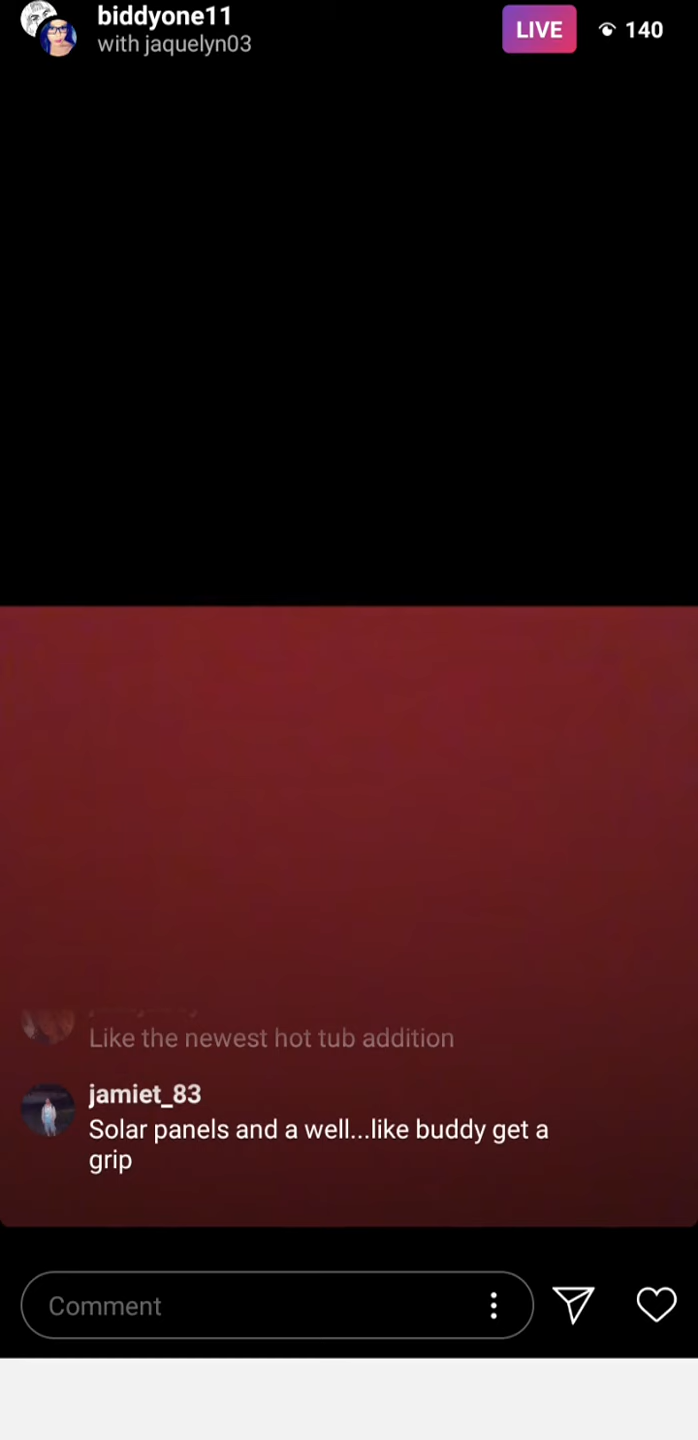 biddyone11
with jaquelyn03
LIVE
140
Like the newest hot tub addition
jamiet_83
Solar panels and a well...like buddy get a
grip
Comment